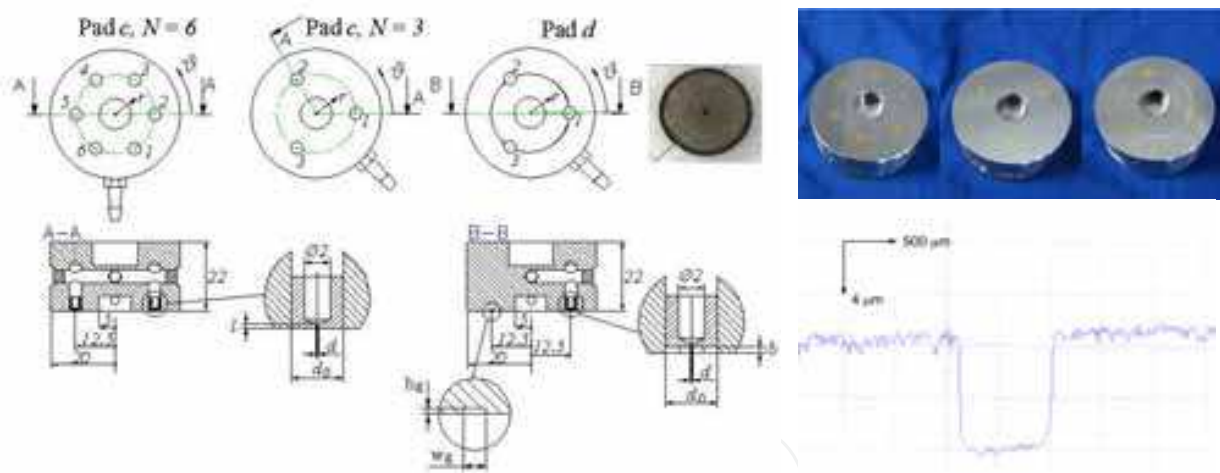 Pad c, N = 6
Pad c, N = 3
Pad d
A
A
4
3
ϑ
5
r
2
6
1
A
A
2
ϑ
r
1
3
B
B
2
ϑ
r
1
3
A-A
22
12.5
20
Ø2
l
d
d₀
B-B
22
12.5
12.5
20
Ø2
d
d₀
hg
wg
500 μm
4 μm